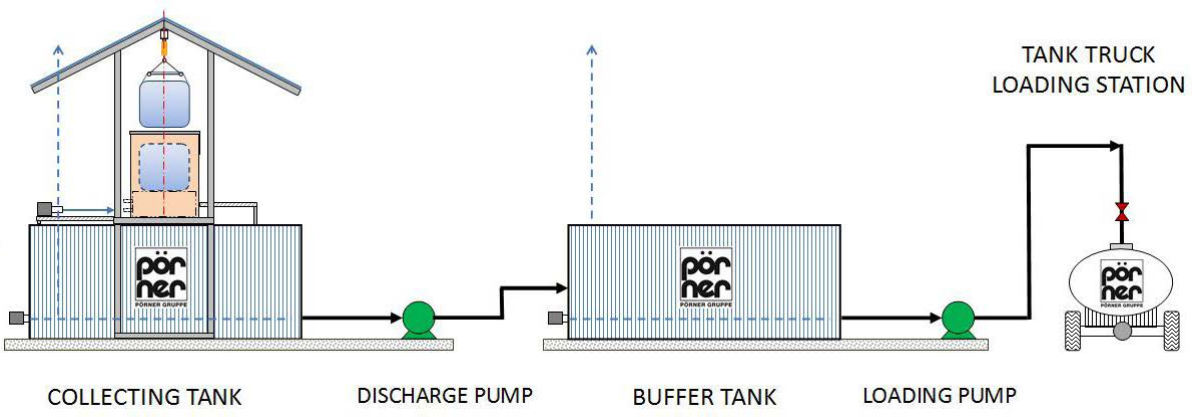 TANK TRUCK
LOADING STATION
pör
ner
PÖRNER GRUPPE
pör
ner
PÖRNER GRUPPE
pör
ner
PÖRNER GRUPPE
COLLECTING TANK
DISCHARGE PUMP
BUFFER TANK
LOADING PUMP